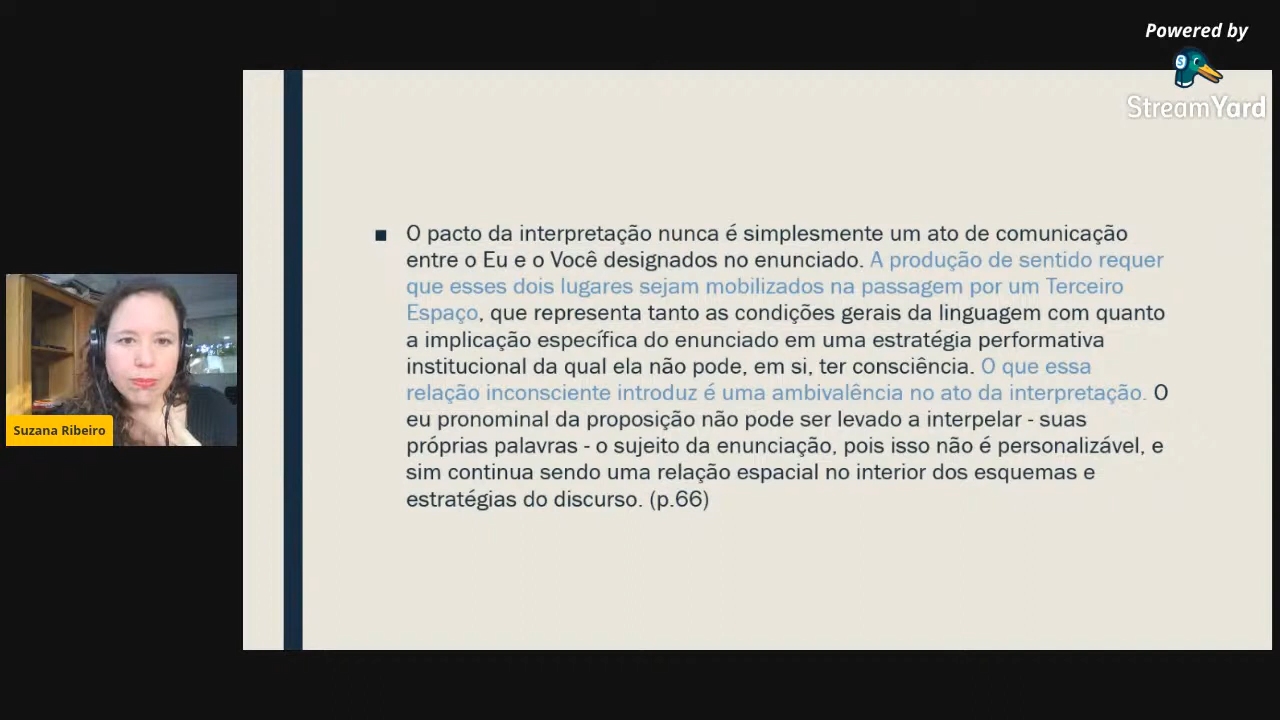 Powered by
StreamYard
■ O pacto da interpretação nunca é simplesmente um ato de comunicação
entre o Eu e o Você designados no enunciado. A produção de sentido requer
que esses dois lugares sejam mobilizados na passagem por um Terceiro
Espaço, que representa tanto as condições gerais da linguagem com quanto
a implicação específica do enunciado em uma estratégia performativa
institucional da qual ela não pode, em si, ter consciência. O que essa
relação inconsciente introduz é uma ambivalência no ato da interpretação. O
eu pronominal da proposição não pode ser levado a interpelar - suas
próprias palavras - o sujeito da enunciação, pois isso não é personalizável, e
sim continua sendo uma relação espacial no interior dos esquemas e
estratégias do discurso. (p.66)
Suzana Ribeiro